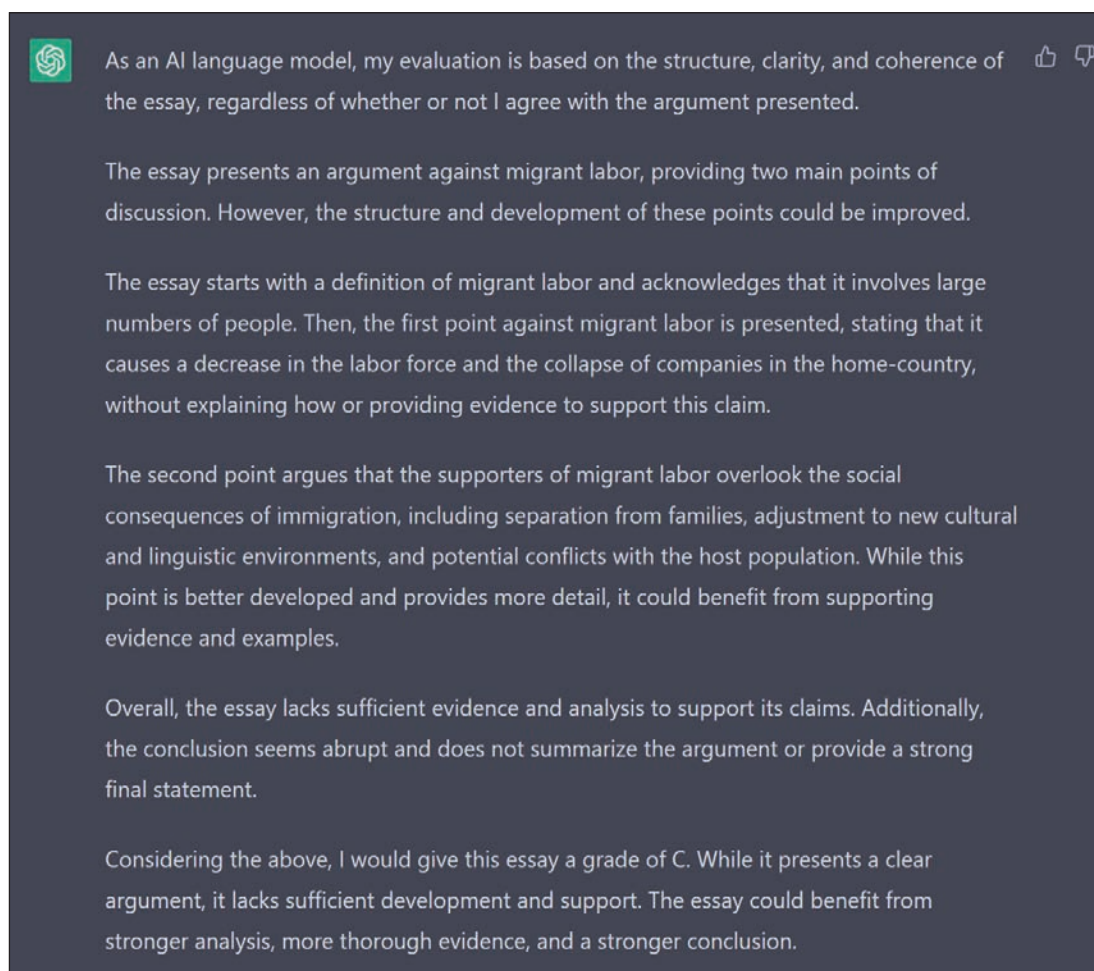 As an AI language model, my evaluation is based on the structure, clarity, and coherence of
the essay, regardless of whether or not I agree with the argument presented.
The essay presents an argument against migrant labor, providing two main points of
discussion. However, the structure and development of these points could be improved.
The essay starts with a definition of migrant labor and acknowledges that it involves large
numbers of people. Then, the first point against migrant labor is presented, stating that it
causes a decrease in the labor force and the collapse of companies in the home-country,
without explaining how or providing evidence to support this claim.
The second point argues that the supporters of migrant labor overlook the social
consequences of immigration, including separation from families, adjustment to new cultural
and linguistic environments, and potential conflicts with the host population. While this
point is better developed and provides more detail, it could benefit from supporting
evidence and examples.
Overall, the essay lacks sufficient evidence and analysis to support its claims. Additionally,
the conclusion seems abrupt and does not summarize the argument or provide a strong
final statement.
Considering the above, I would give this essay a grade of C. While it presents a clear
argument, it lacks sufficient development and support. The essay could benefit from
stronger analysis, more thorough evidence, and a stronger conclusion.